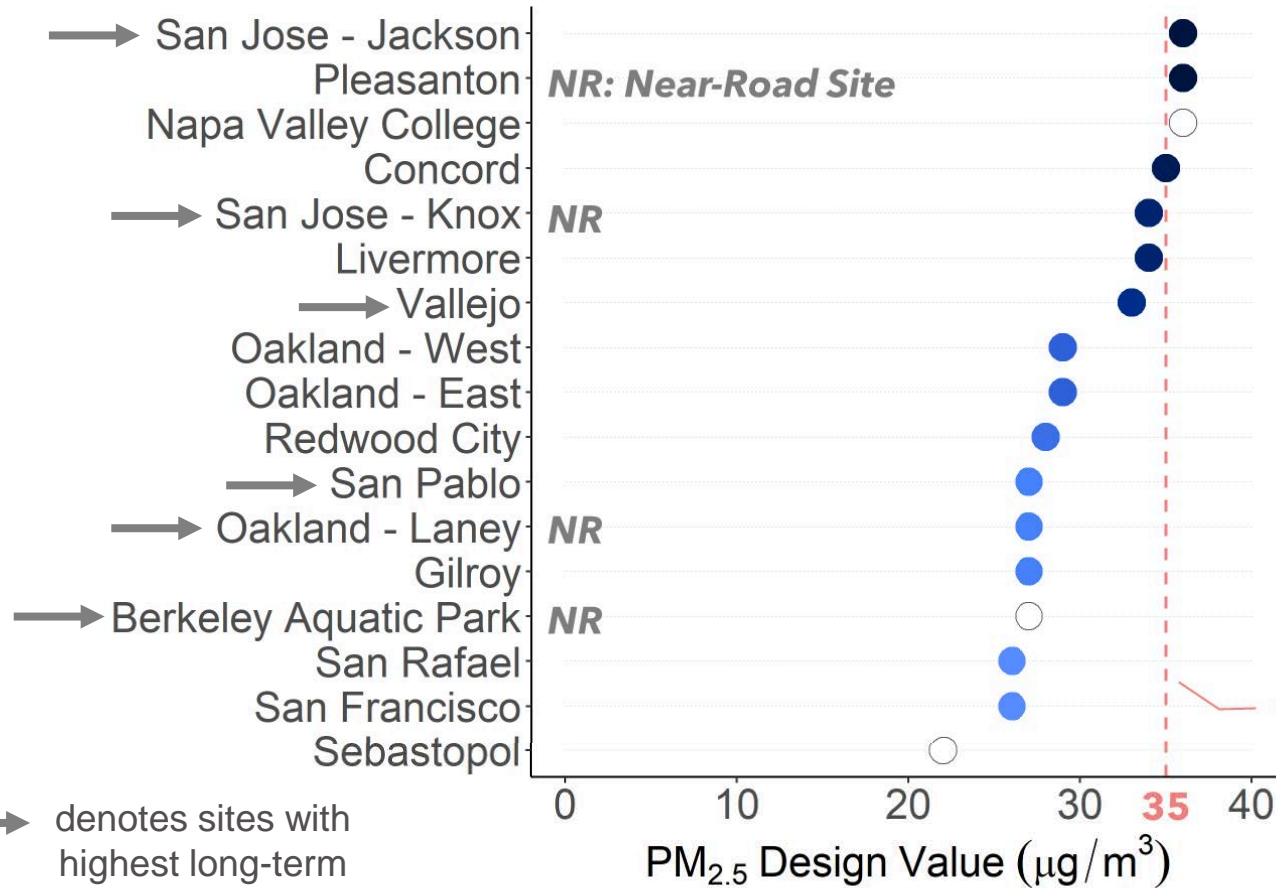 San Jose - Jackson
Pleasanton NR: Near-Road Site
Napa Valley College
Concord
San Jose - Knox NR
Livermore
Vallejo
Oakland - West
Oakland - East
Redwood City
San Pablo
Oakland - Laney NR
Gilroy
Berkeley Aquatic Park NR
San Rafael
San Francisco
Sebastopol
0 10 20 30 35 40
PM2.5 Design Value (μg/m³)
denotes sites with
highest long-term